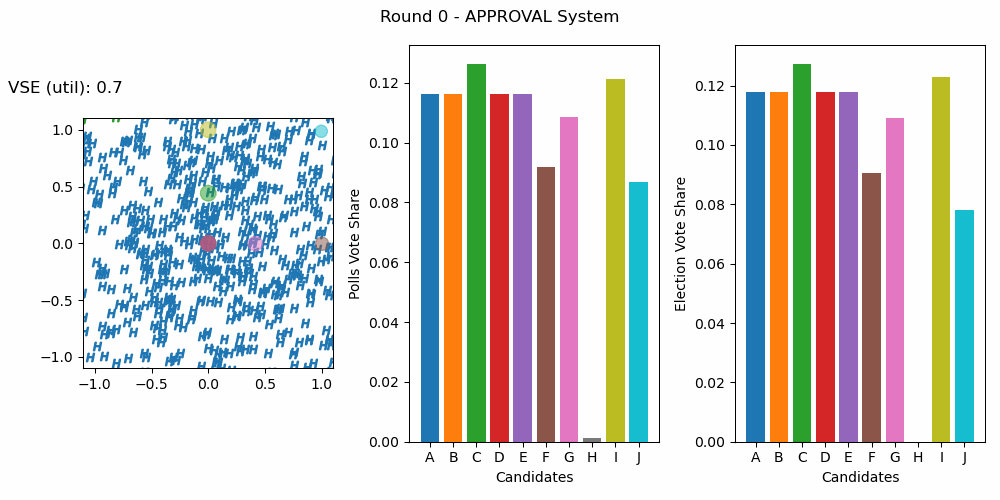 Round 0 - APPROVAL System
VSE (util): 0.7
1.0
0.5
0.0
−0.5
−1.0
−1.0 −0.5 0.0 0.5 1.0
Polls Vote Share
0.12
0.10
0.08
0.06
0.04
0.02
0.00
A B C D E F G H I J
Candidates
Election Vote Share
0.12
0.10
0.08
0.06
0.04
0.02
0.00
A B C D E F G H I J
Candidates